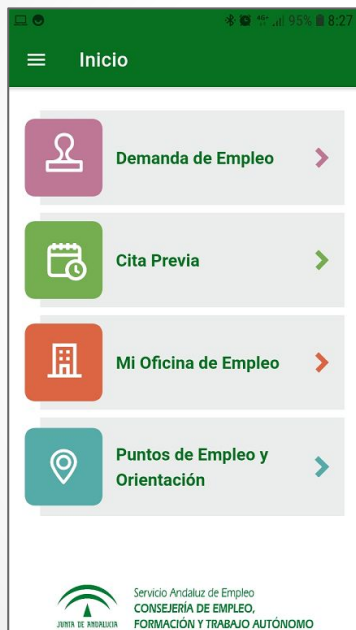 4G+ 95% 8:27
Inicio
Demanda de Empleo
Cita Previa
Mi Oficina de Empleo
Puntos de Empleo y
Orientación
Servicio Andaluz de Empleo
CONSEJERÍA DE EMPLEO,
FORMACIÓN Y TRABAJO AUTÓNOMO
JUNTA DE ANDALUCIA